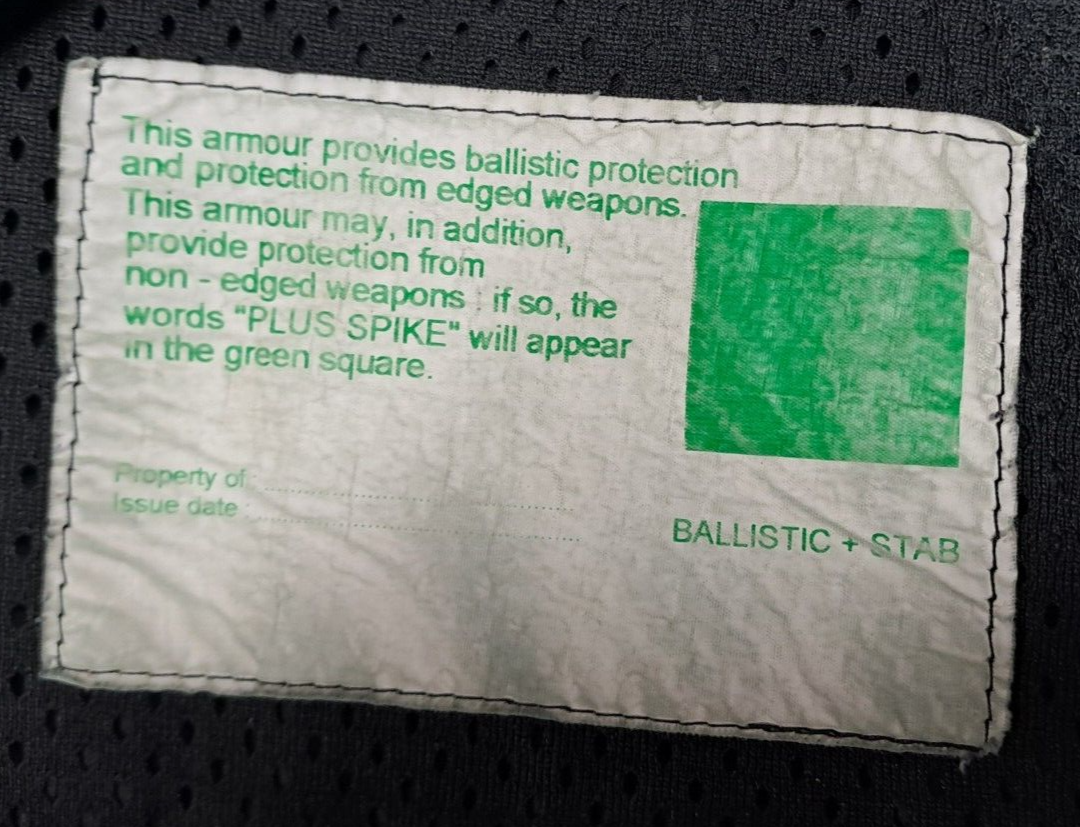 This armour provides ballistic protection
and protection from edged weapons.
This armour may, in addition,
provide protection from
non - edged weapons : if so, the
words "PLUS SPIKE" will appear
in the green square.
Property of : ..............................
Issue date : ..............................
BALLISTIC + STAB